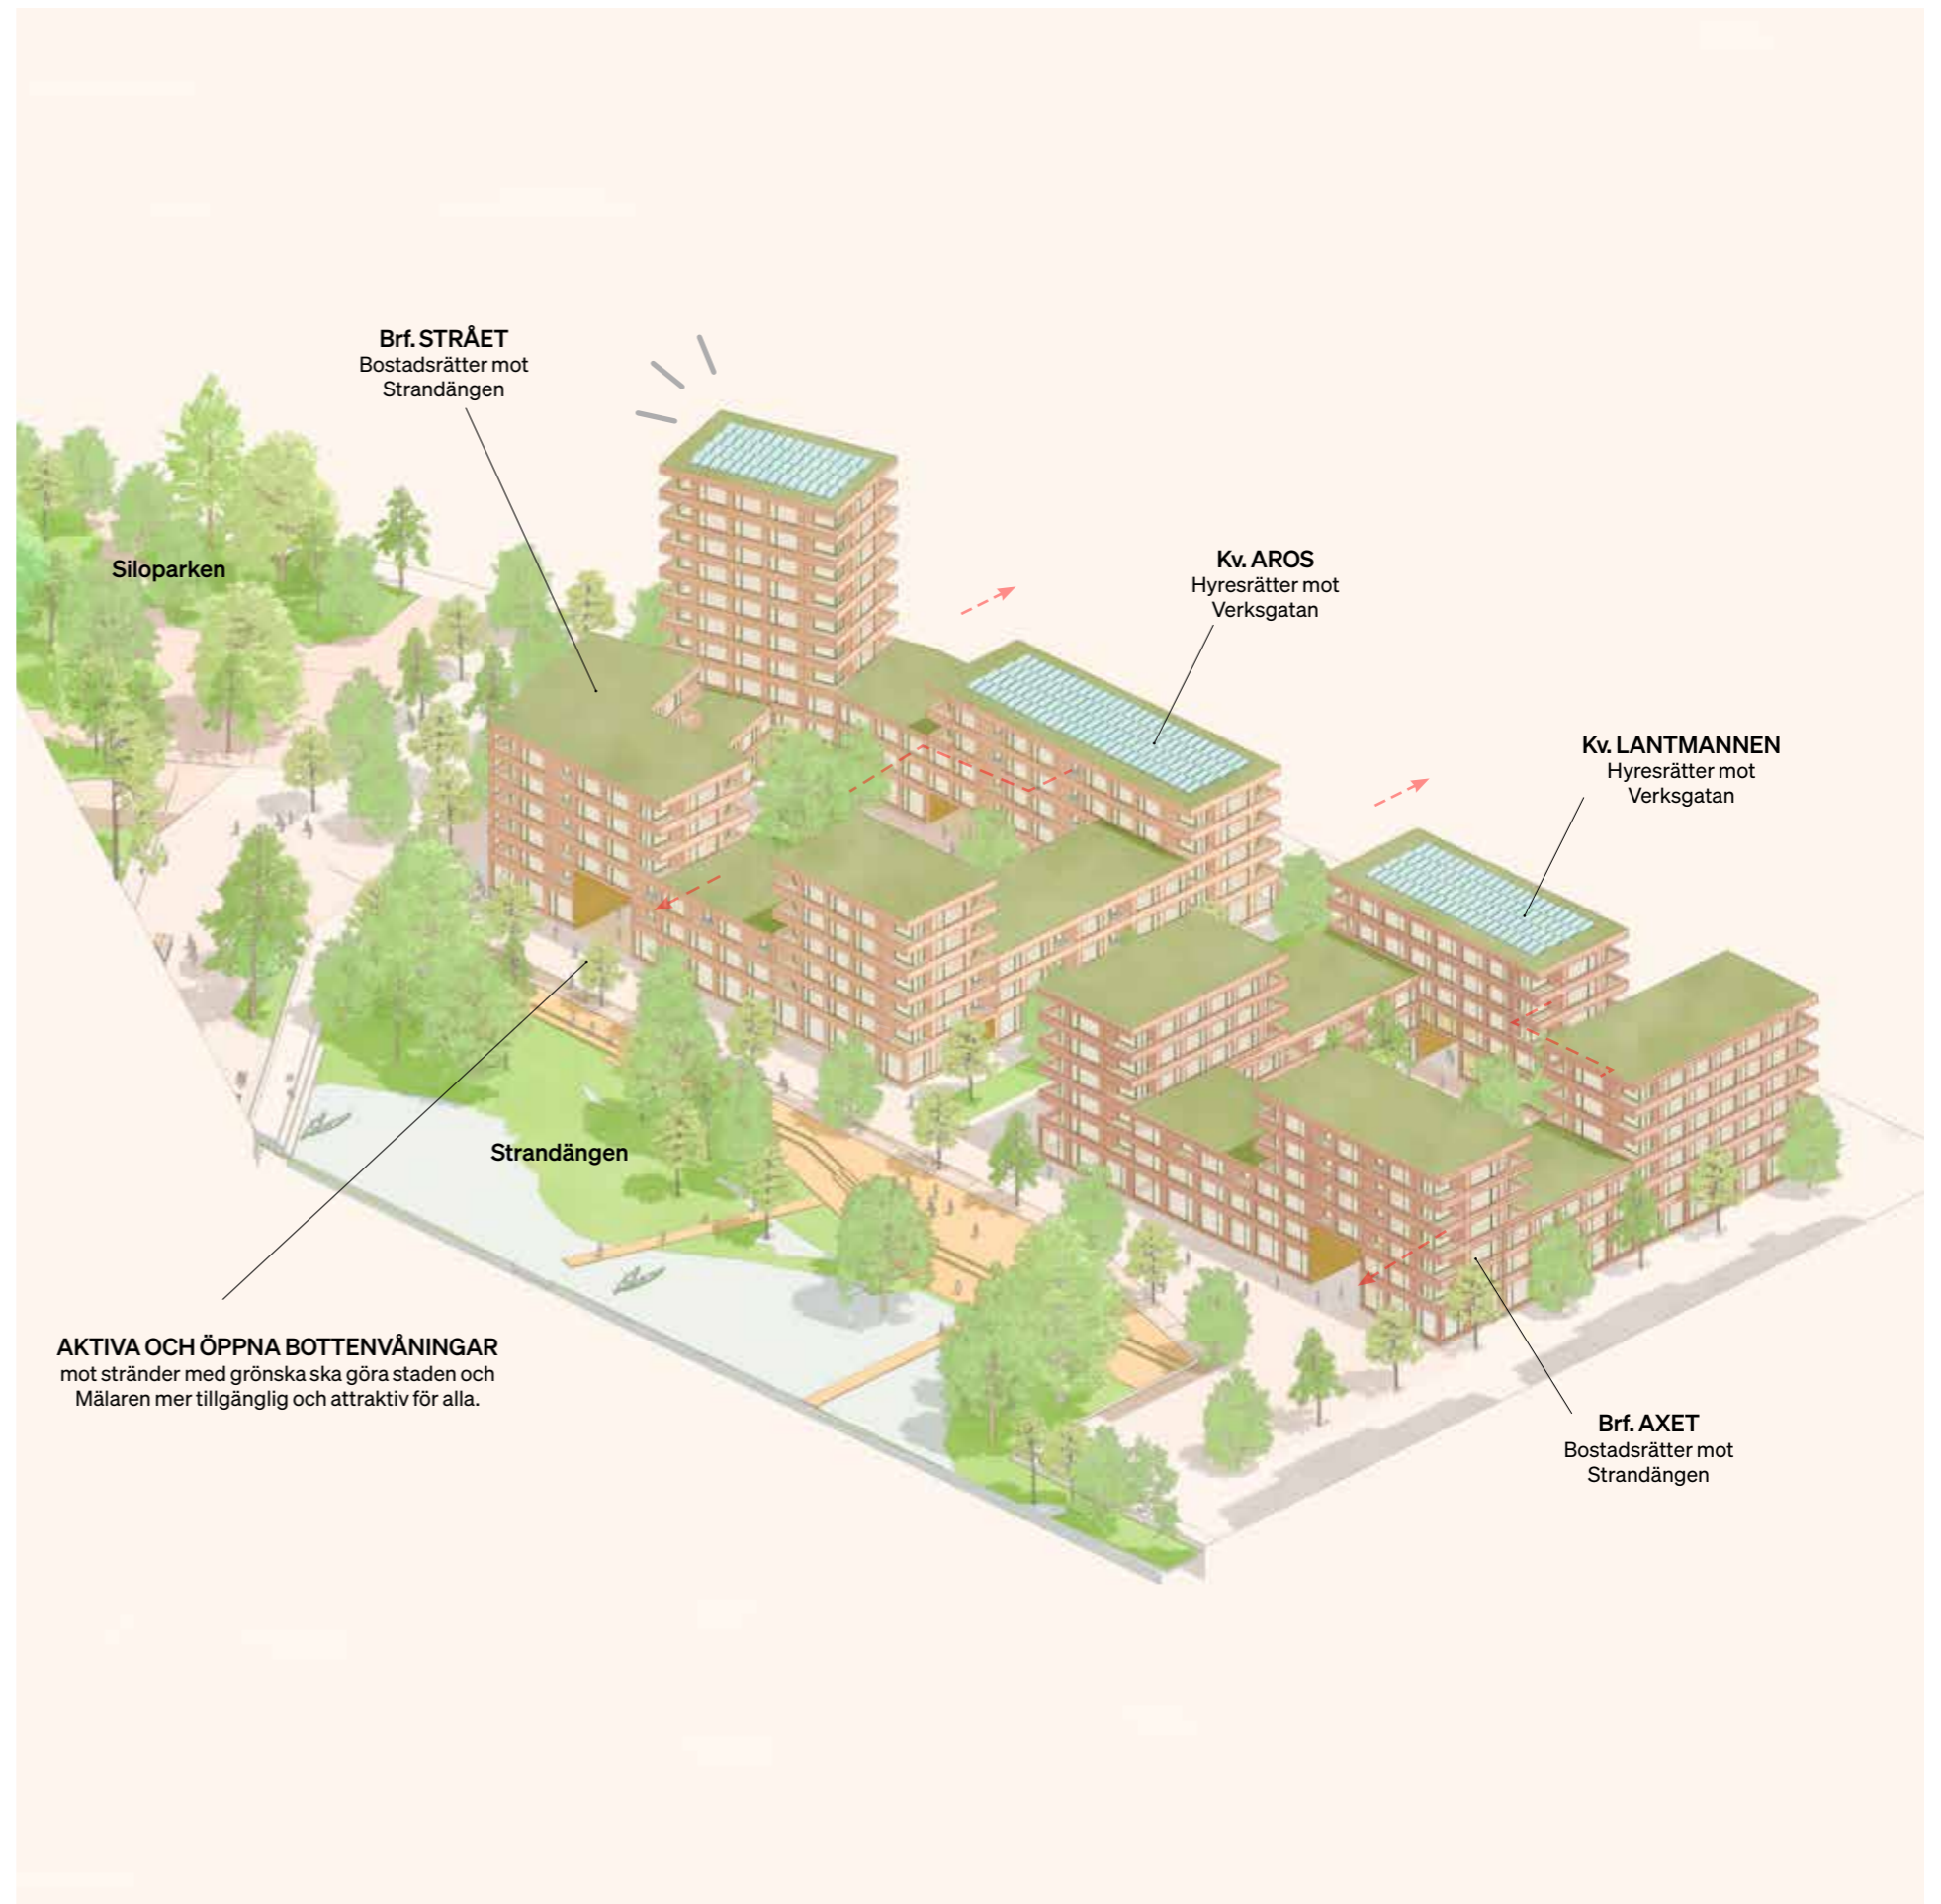 Brf. STRÅET
Bostadsrätter mot
Strandängen
Siloparken
Kv. AROS
Hyresrätter mot
Verksgatan
Kv. LANTMANNEN
Hyresrätter mot
Verksgatan
Strandängen
AKTIVA OCH ÖPPNA BOTTENVÅNINGAR
mot stränder med grönska ska göra staden och
Mälaren mer tillgänglig och attraktiv för alla.
Brf. AXET
Bostadsrätter mot
Strandängen